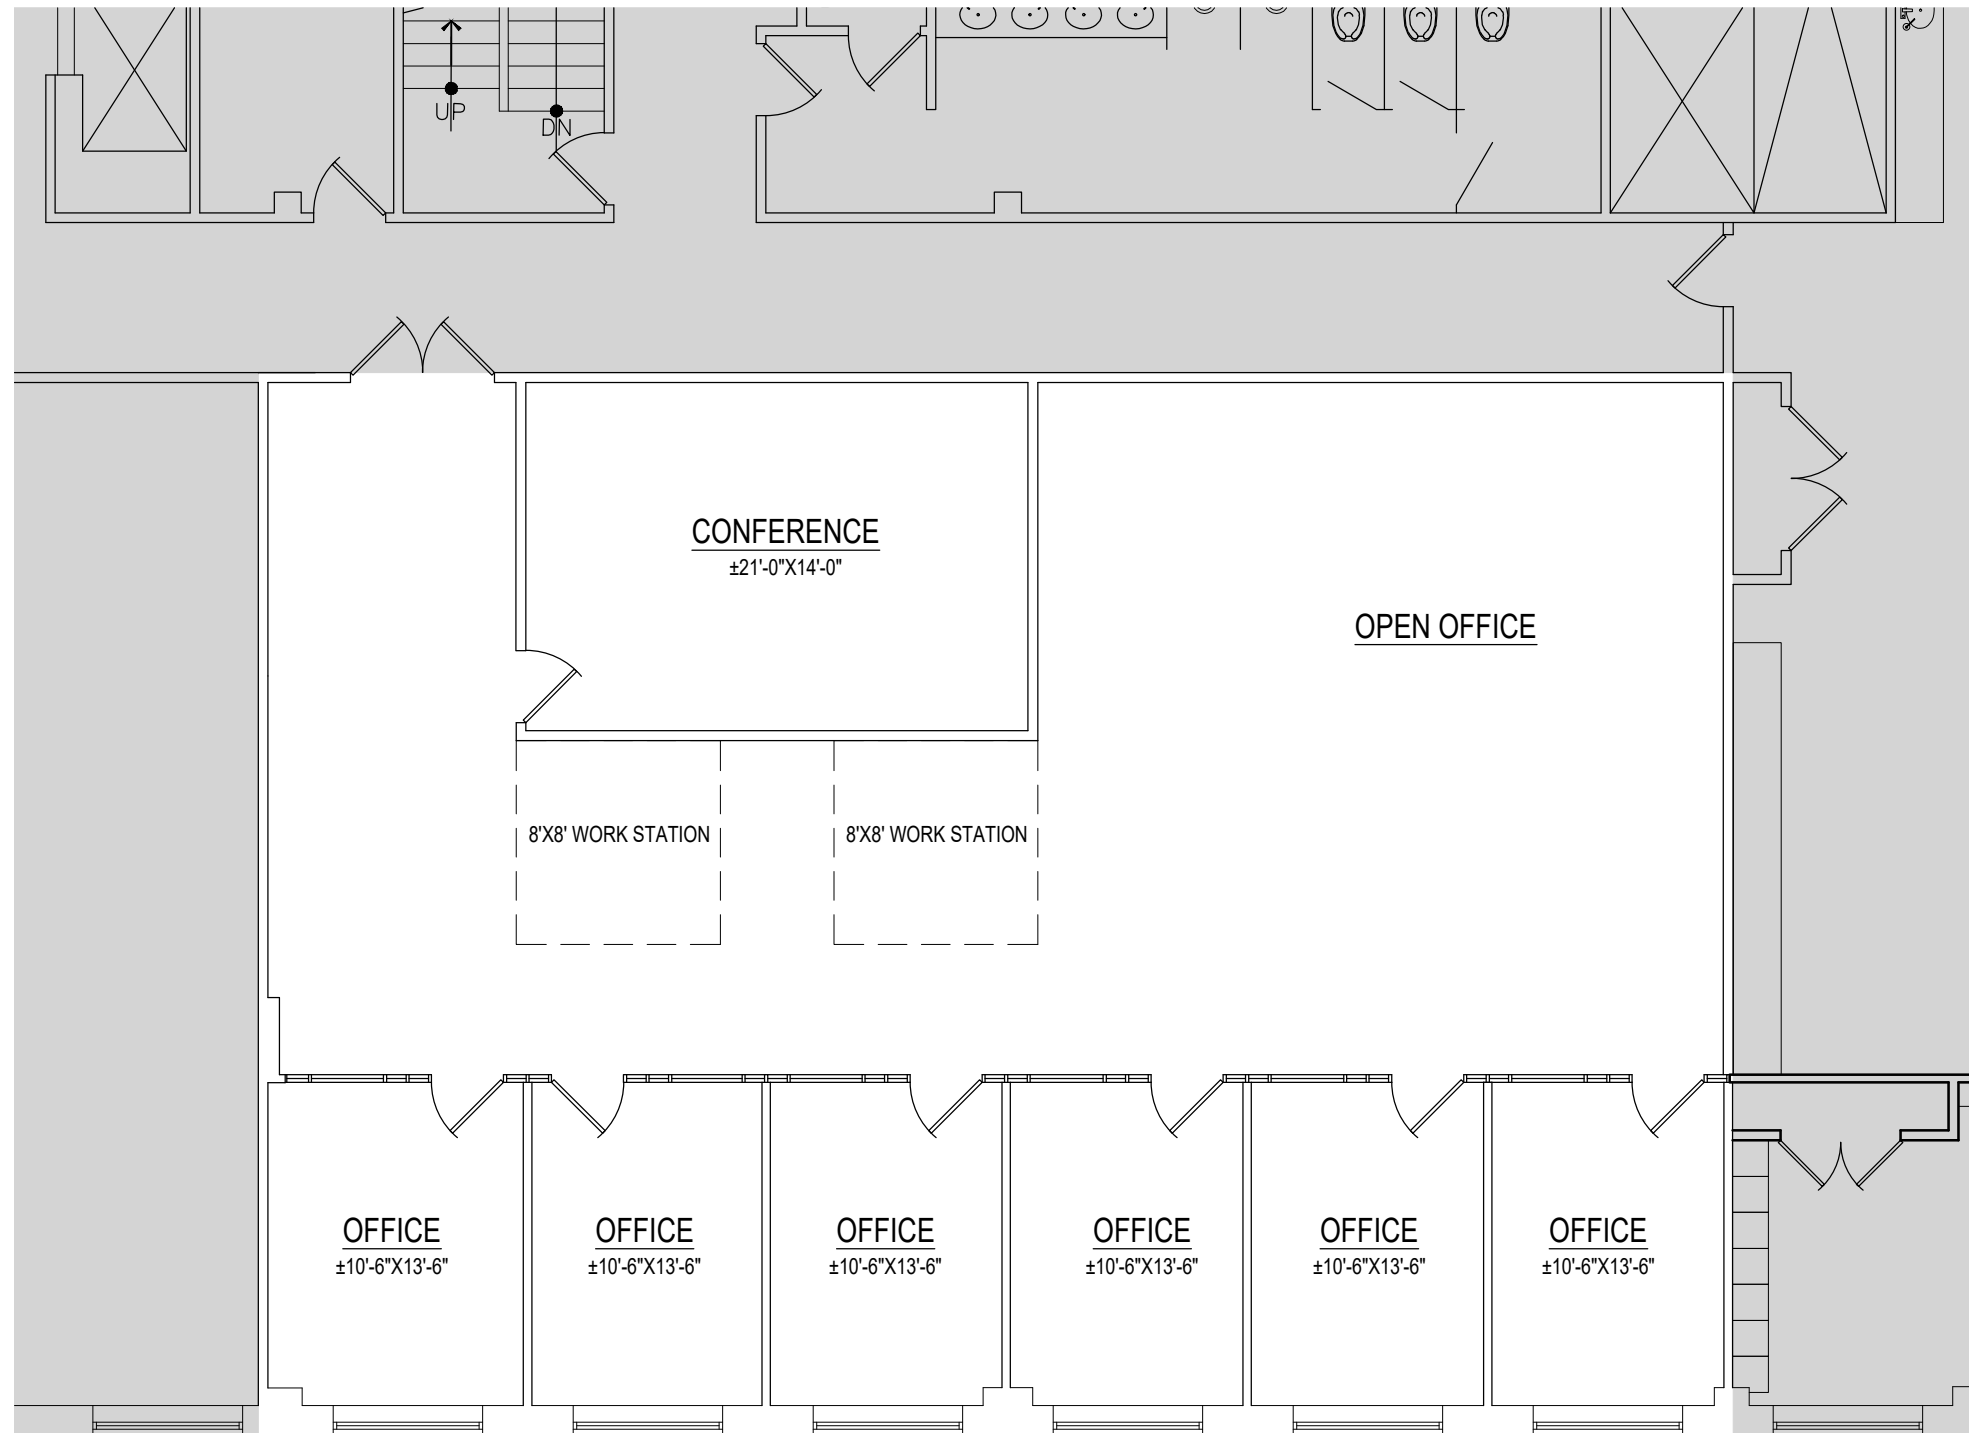 UP
DN
CONFERENCE
±21'-0"X14'-0"
OPEN OFFICE
8'X8' WORK STATION
8'X8' WORK STATION
OFFICE
±10'-6"X13'-6"
OFFICE
±10'-6"X13'-6"
OFFICE
±10'-6"X13'-6"
OFFICE
±10'-6"X13'-6"
OFFICE
±10'-6"X13'-6"
OFFICE
±10'-6"X13'-6"